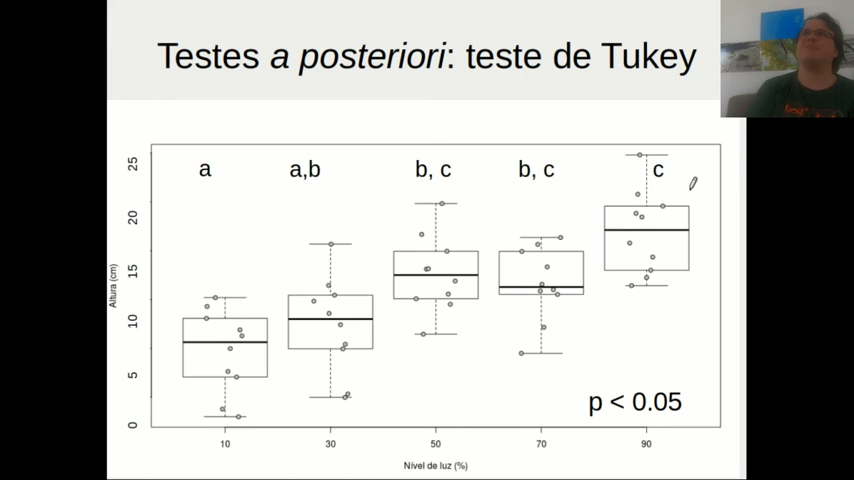 Testes a posteriori: teste de Tukey
a a,b b, c b, c c
25
20
15
10
5
0
Altura (cm)
p < 0.05
10 30 50 70 90
Nível de luz (%)